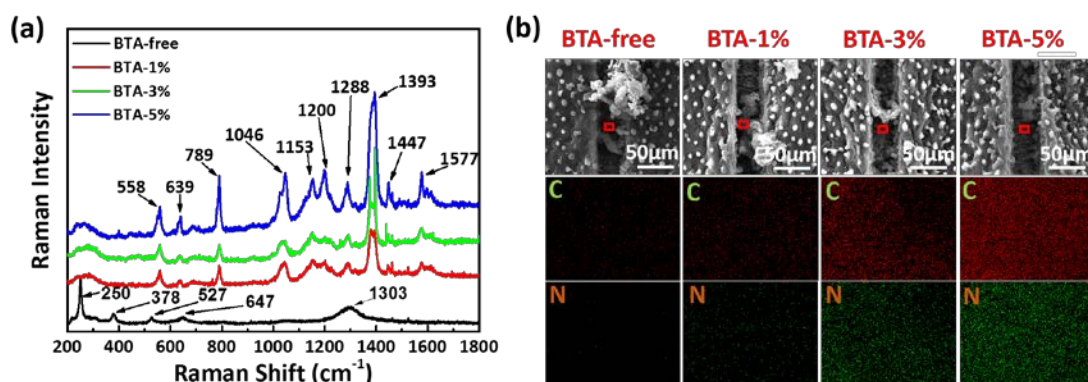 (a)
BTA-free
BTA-1%
BTA-3%
BTA-5%
1393
1288
1200
1046
1153
1447
789
1577
558
639
250
378
527
647
1303
Raman Intensity
200 400 600 800 1000 1200 1400 1600 1800
Raman Shift (cm⁻¹)
(b)
BTA-free BTA-1% BTA-3% BTA-5%
50μm 50μm 50μm 50μm
C C C C
N N N N